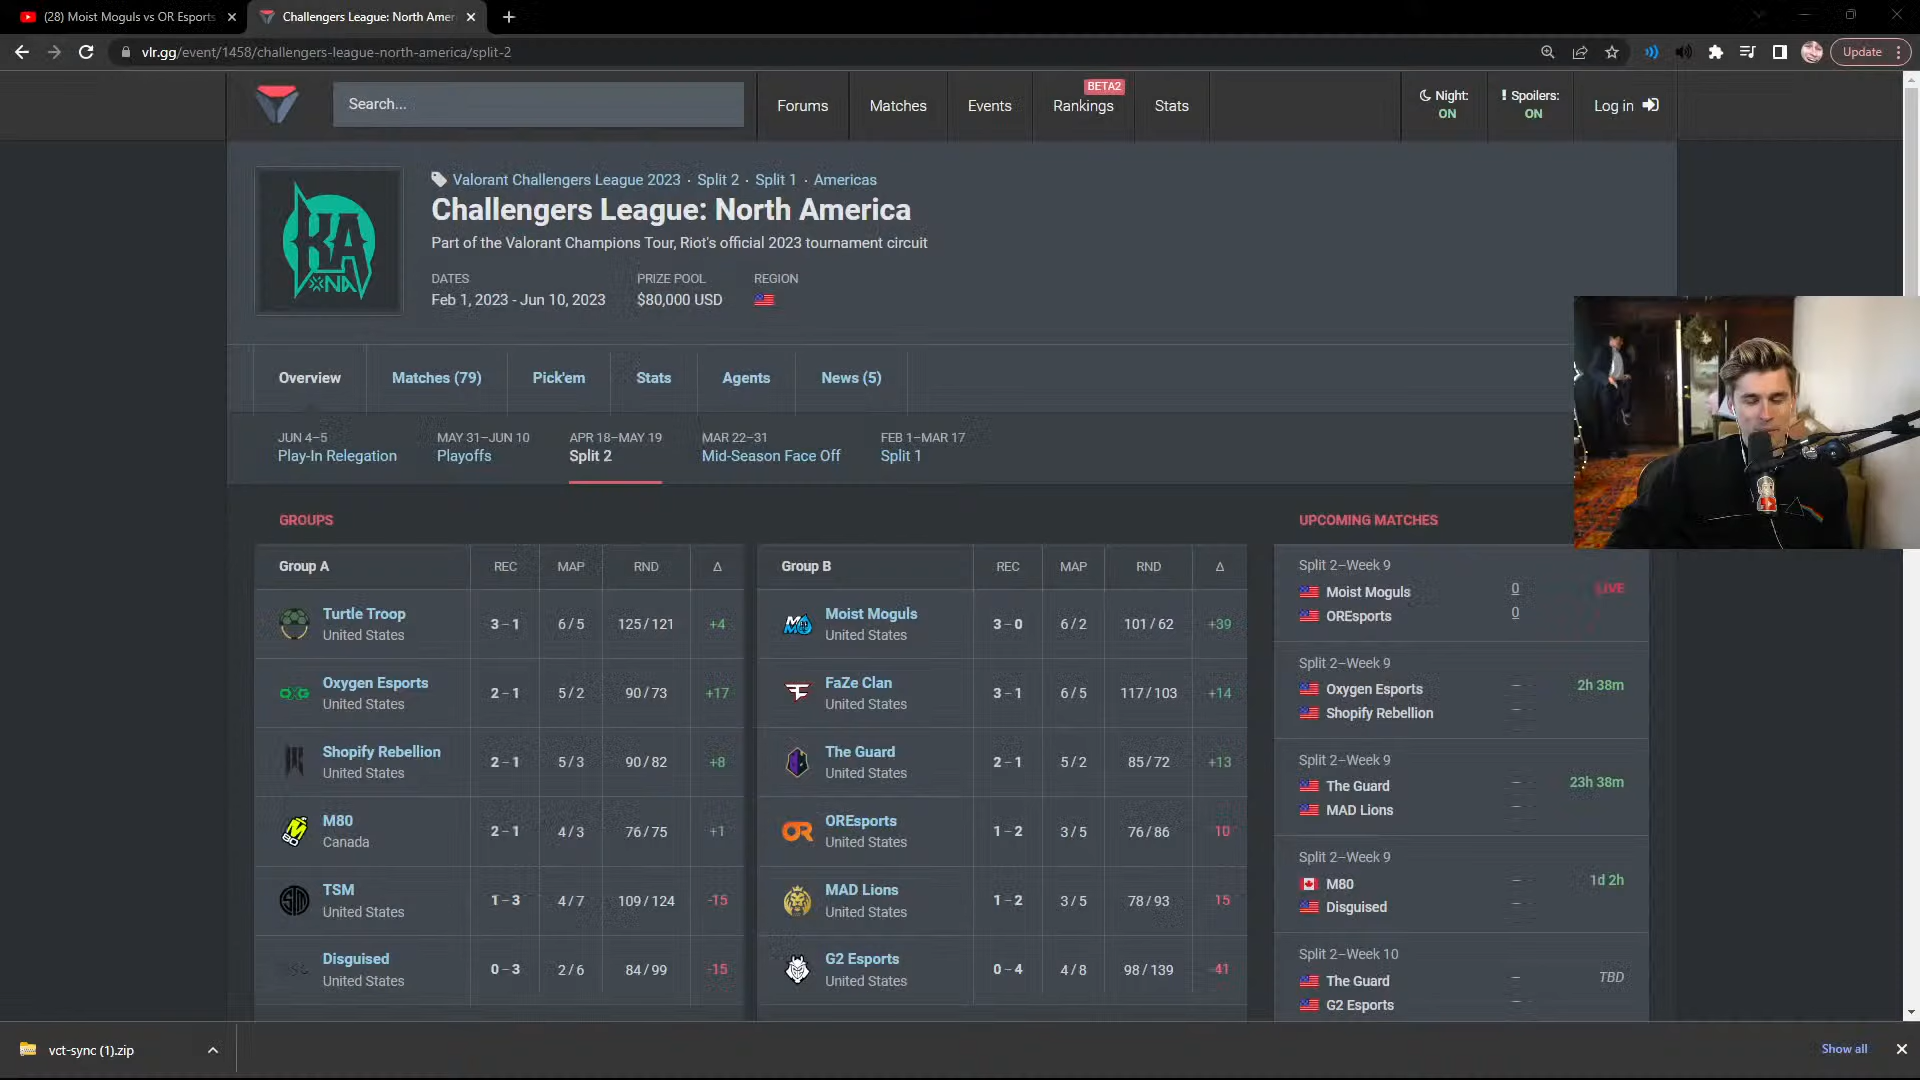 (28) Moist Moguls vs OR Esports
Challengers League: North Amer
vlr.gg/event/1458/challengers-league-north-america/split-2
Update
Search...
Forums
Matches
Events
BETA2
Rankings
Stats
Night:
ON
! Spoilers:
ON
Log in
Valorant Challengers League 2023 · Split 2 · Split 1 · Americas
Challengers League: North America
Part of the Valorant Champions Tour, Riot's official 2023 tournament circuit
DATES
Feb 1, 2023 - Jun 10, 2023
PRIZE POOL
$80,000 USD
REGION
KA
NA
Overview
Matches (79)
Pick'em
Stats
Agents
News (5)
JUN 4–5
Play-In Relegation
MAY 31–JUN 10
Playoffs
APR 18–MAY 19
Split 2
MAR 22–31
Mid-Season Face Off
FEB 1–MAR 17
Split 1
GROUPS
Group A REC MAP RND Δ
Turtle Troop
United States
3 – 1 6 / 5 125 / 121 +4
Oxygen Esports
United States
2 – 1 5 / 2 90 / 73 +17
Shopify Rebellion
United States
2 – 1 5 / 3 90 / 82 +8
M80
Canada
2 – 1 4 / 3 76 / 75 +1
TSM
United States
1 – 3 4 / 7 109 / 124 -15
Disguised
United States
0 – 3 2 / 6 84 / 99 -15
Group B REC MAP RND Δ
Moist Moguls
United States
3 – 0 6 / 2 101 / 62 +39
FaZe Clan
United States
3 – 1 6 / 5 117 / 103 +14
The Guard
United States
2 – 1 5 / 2 85 / 72 +13
OREsports
United States
1 – 2 3 / 5 76 / 86 10
MAD Lions
United States
1 – 2 3 / 5 78 / 93 15
G2 Esports
United States
0 – 4 4 / 8 98 / 139 41
UPCOMING MATCHES
Split 2–Week 9
Moist Moguls 0 LIVE
OREsports 0
Split 2–Week 9
Oxygen Esports – 2h 38m
Shopify Rebellion –
Split 2–Week 9
The Guard – 23h 38m
MAD Lions –
Split 2–Week 9
M80 – 1d 2h
Disguised –
Split 2–Week 10
The Guard – TBD
G2 Esports –
vct-sync (1).zip
Show all